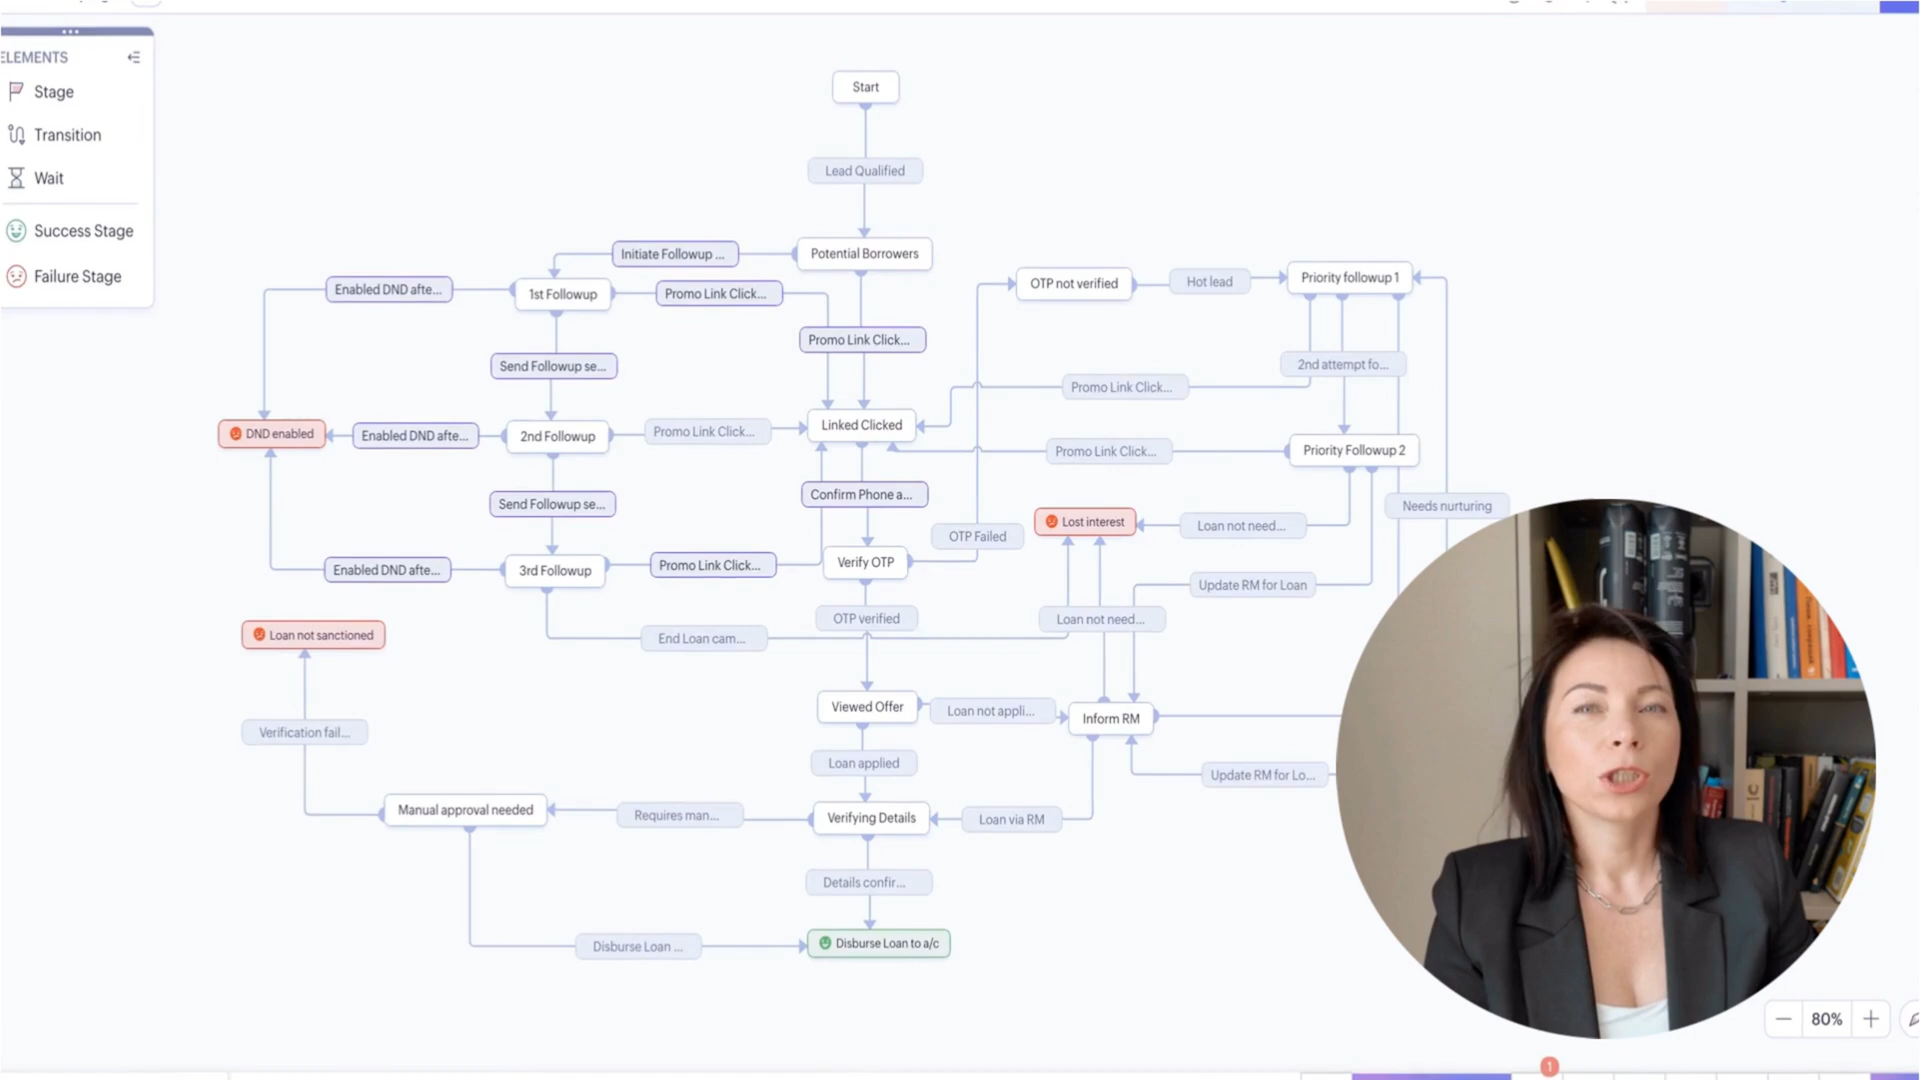 ELEMENTS
Stage
Transition
Wait
Success Stage
Failure Stage
Start
Lead Qualified
Initiate Followup ...
Potential Borrowers
Enabled DND afte...
1st Followup
Promo Link Click...
OTP not verified
Hot lead
Priority followup 1
Promo Link Click...
Send Followup se...
2nd attempt fo...
Promo Link Click...
DND enabled
Enabled DND afte...
2nd Followup
Promo Link Click...
Linked Clicked
Promo Link Click...
Priority Followup 2
Send Followup se...
Confirm Phone a...
Needs nurturing
OTP Failed
Lost interest
Loan not need...
Enabled DND afte...
3rd Followup
Promo Link Click...
Verify OTP
Update RM for Loan
OTP verified
Loan not need...
Loan not sanctioned
End Loan cam...
Viewed Offer
Loan not appli...
Inform RM
Verification fail...
Loan applied
Update RM for Lo...
Manual approval needed
Requires man...
Verifying Details
Loan via RM
Details confir...
Disburse Loan ...
Disburse Loan to a/c
80%
1